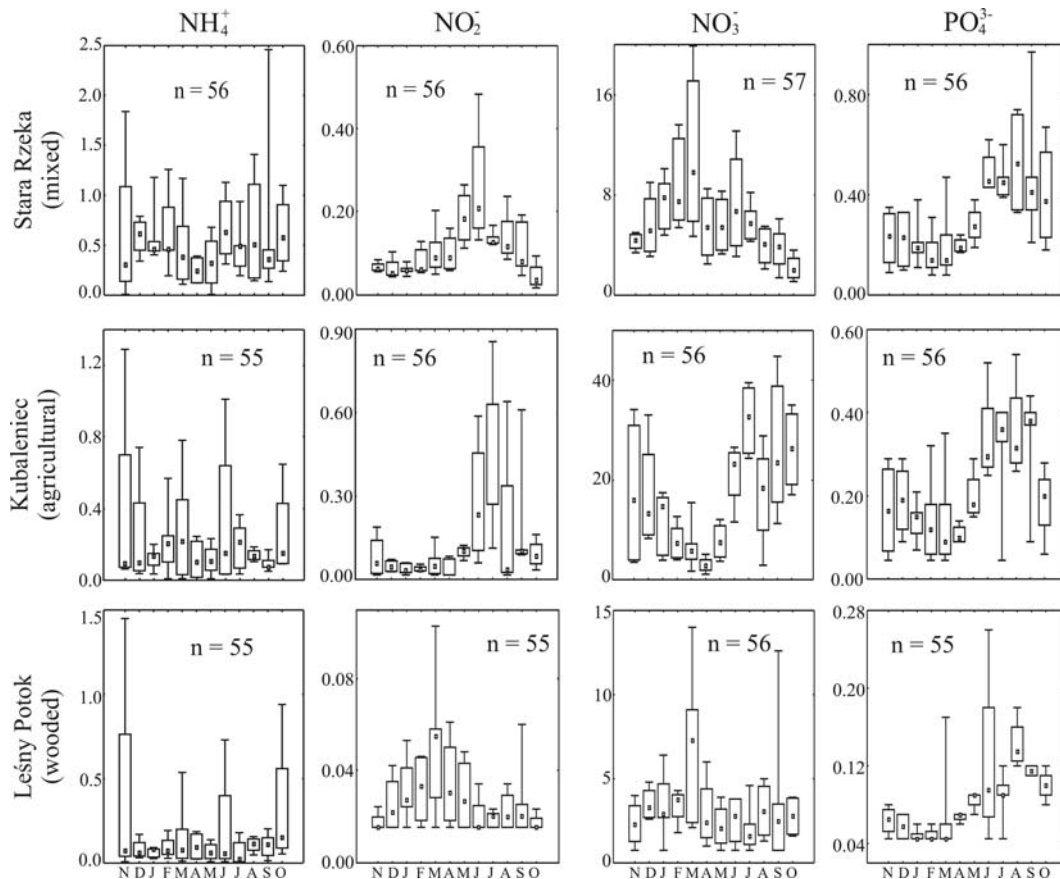 NH₄⁺ NO₂⁻ NO₃⁻ PO₄³⁻
Stara Rzeka
(mixed)
2.5
2.0
1.5
1.0
0.5
0.0
n = 56
0.60
0.40
0.20
0.00
n = 56
16
8
0
n = 57
0.80
0.40
0.00
n = 56
Kubaleniec
(agricultural)
1.2
0.8
0.4
0.0
n = 55
0.90
0.60
0.30
0.00
n = 56
40
20
0
n = 56
0.60
0.40
0.20
0.00
n = 56
Leśny Potok
(wooded)
1.5
1.0
0.5
0.0
n = 55
0.08
0.04
0.00
n = 55
15
10
5
0
n = 56
0.28
0.20
0.12
0.04
n = 55
N D J F M A M J J A S O
N D J F M A M J J A S O
N D J F M A M J J A S O
N D J F M A M J J A S O